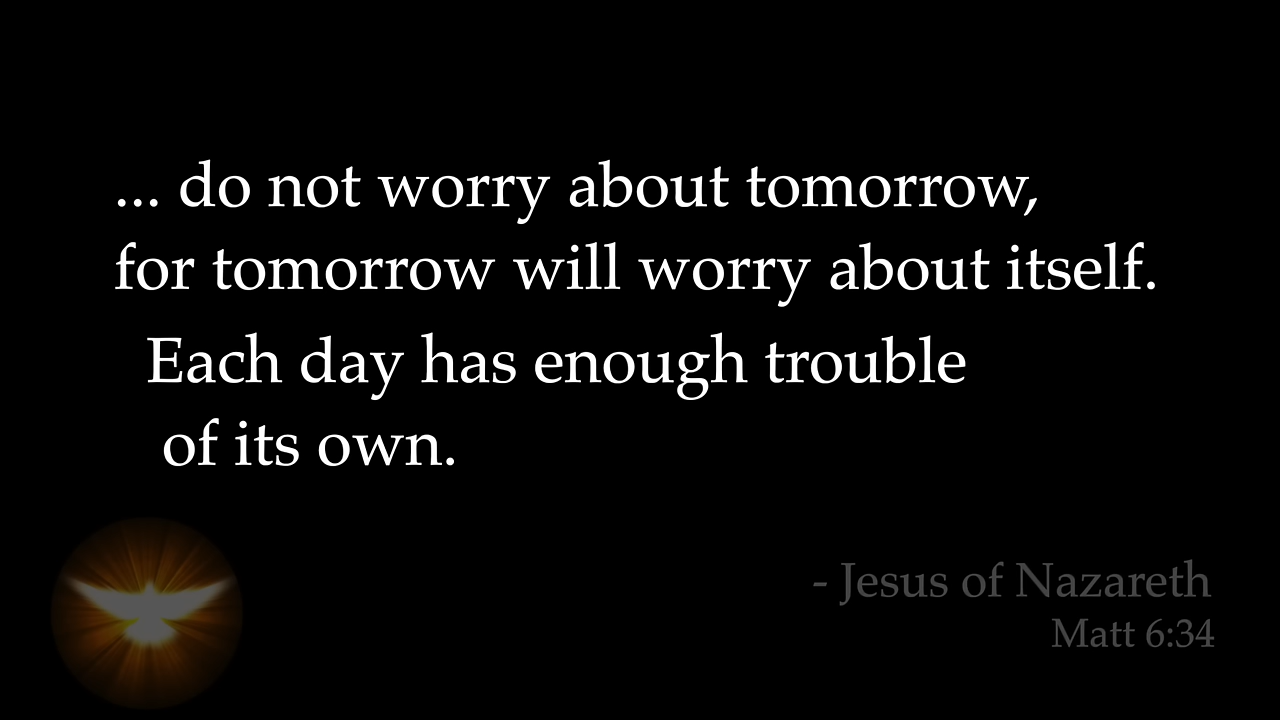 ... do not worry about tomorrow,
for tomorrow will worry about itself.
Each day has enough trouble
of its own.
- Jesus of Nazareth
Matt 6:34